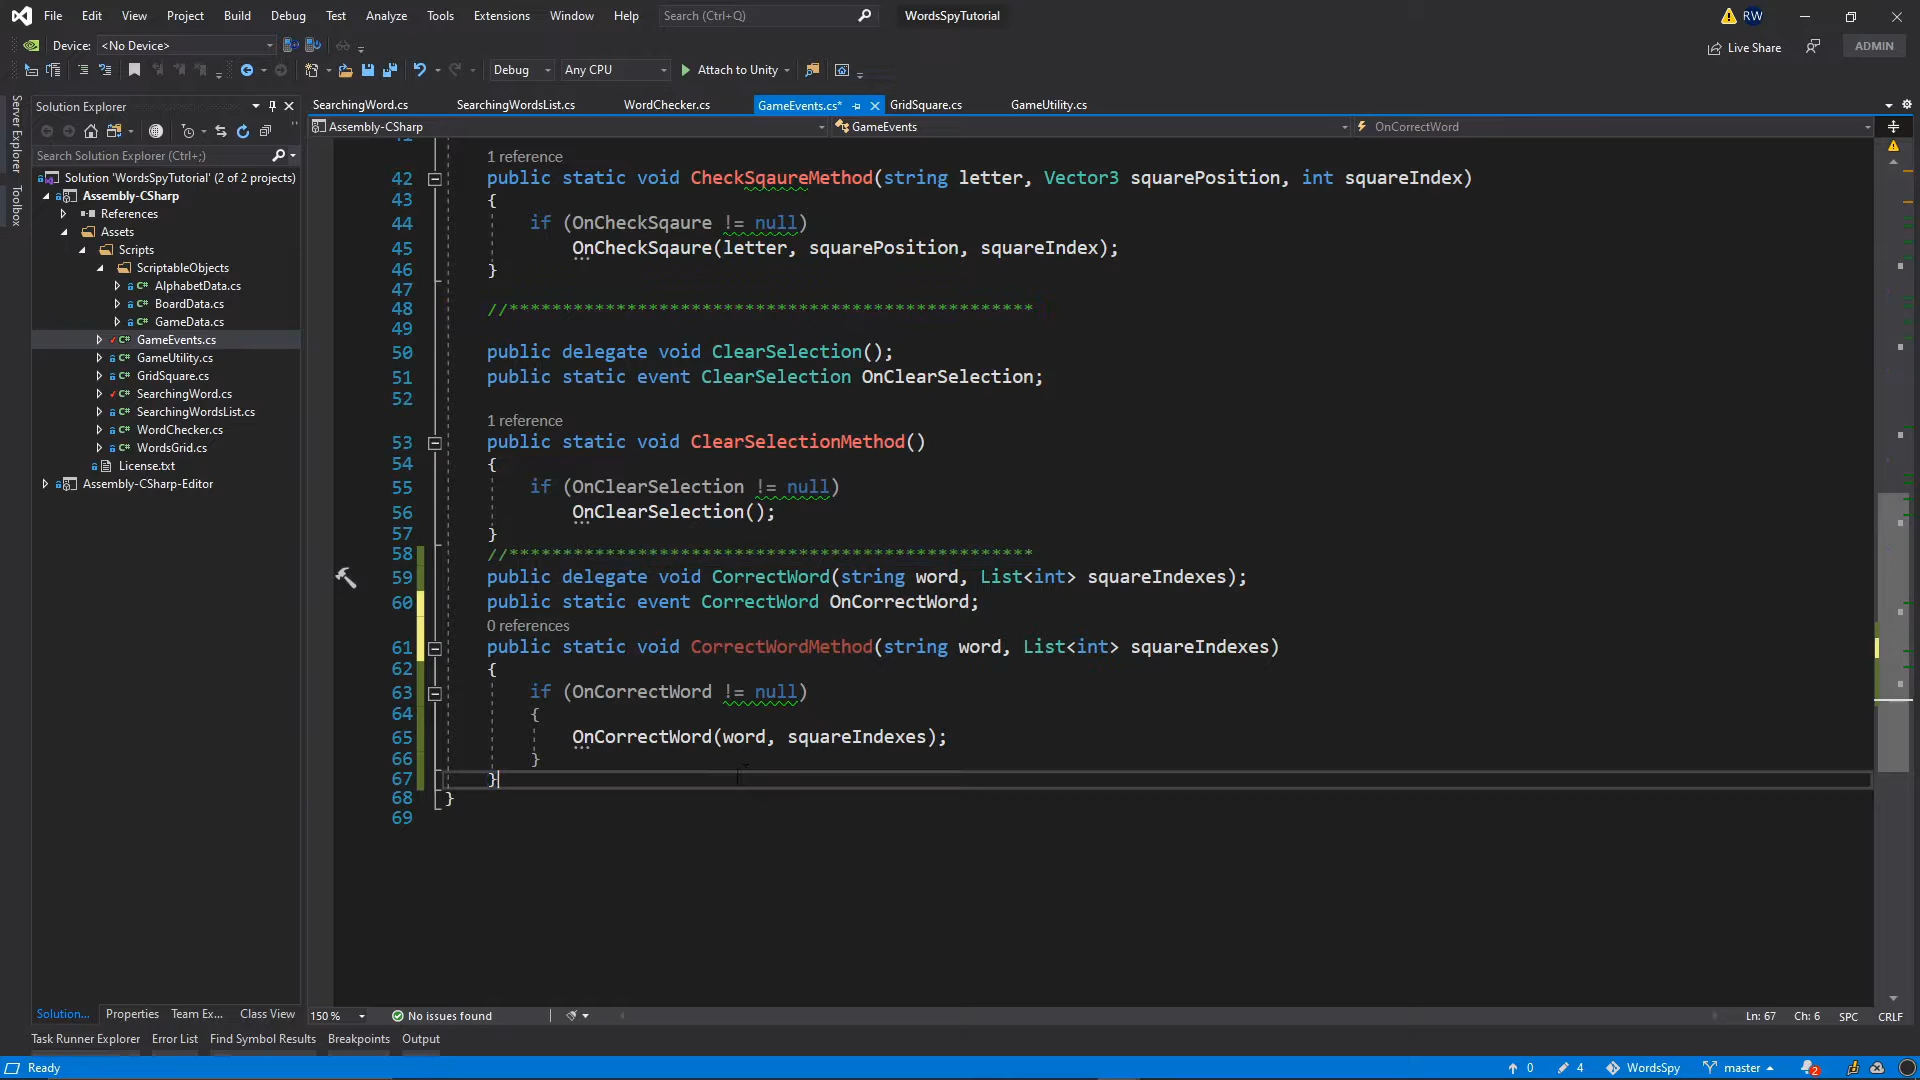 File Edit View Project Build Debug Test Analyze Tools Extensions Window Help Search (Ctrl+Q) WordsSpyTutorial RW
Device: <No Device> Live Share ADMIN
Debug Any CPU Attach to Unity
Server Explorer
Toolbox
Solution Explorer
Search Solution Explorer (Ctrl+;)
Solution 'WordsSpyTutorial' (2 of 2 projects)
Assembly-CSharp
References
Assets
Scripts
ScriptableObjects
AlphabetData.cs
BoardData.cs
GameData.cs
GameEvents.cs
GameUtility.cs
GridSquare.cs
SearchingWord.cs
SearchingWordsList.cs
WordChecker.cs
WordsGrid.cs
License.txt
Assembly-CSharp-Editor
Solution... Properties Team Ex... Class View
SearchingWord.cs SearchingWordsList.cs WordChecker.cs GameEvents.cs* GridSquare.cs GameUtility.cs
Assembly-CSharp GameEvents OnCorrectWord
1 reference
42 public static void CheckSqaureMethod(string letter, Vector3 squarePosition, int squareIndex)
43 {
44 if (OnCheckSqaure != null)
45 OnCheckSqaure(letter, squarePosition, squareIndex);
46 }
47
48 //*************************************************
49
50 public delegate void ClearSelection();
51 public static event ClearSelection OnClearSelection;
52
1 reference
53 public static void ClearSelectionMethod()
54 {
55 if (OnClearSelection != null)
56 OnClearSelection();
57 }
58 //*************************************************
59 public delegate void CorrectWord(string word, List<int> squareIndexes);
60 public static event CorrectWord OnCorrectWord;
0 references
61 public static void CorrectWordMethod(string word, List<int> squareIndexes)
62 {
63 if (OnCorrectWord != null)
64 {
65 OnCorrectWord(word, squareIndexes);
66 }
67 }
68 }
69
150 % No issues found Ln: 67 Ch: 6 SPC CRLF
Task Runner Explorer Error List Find Symbol Results Breakpoints Output
Ready 0 4 WordsSpy master 2